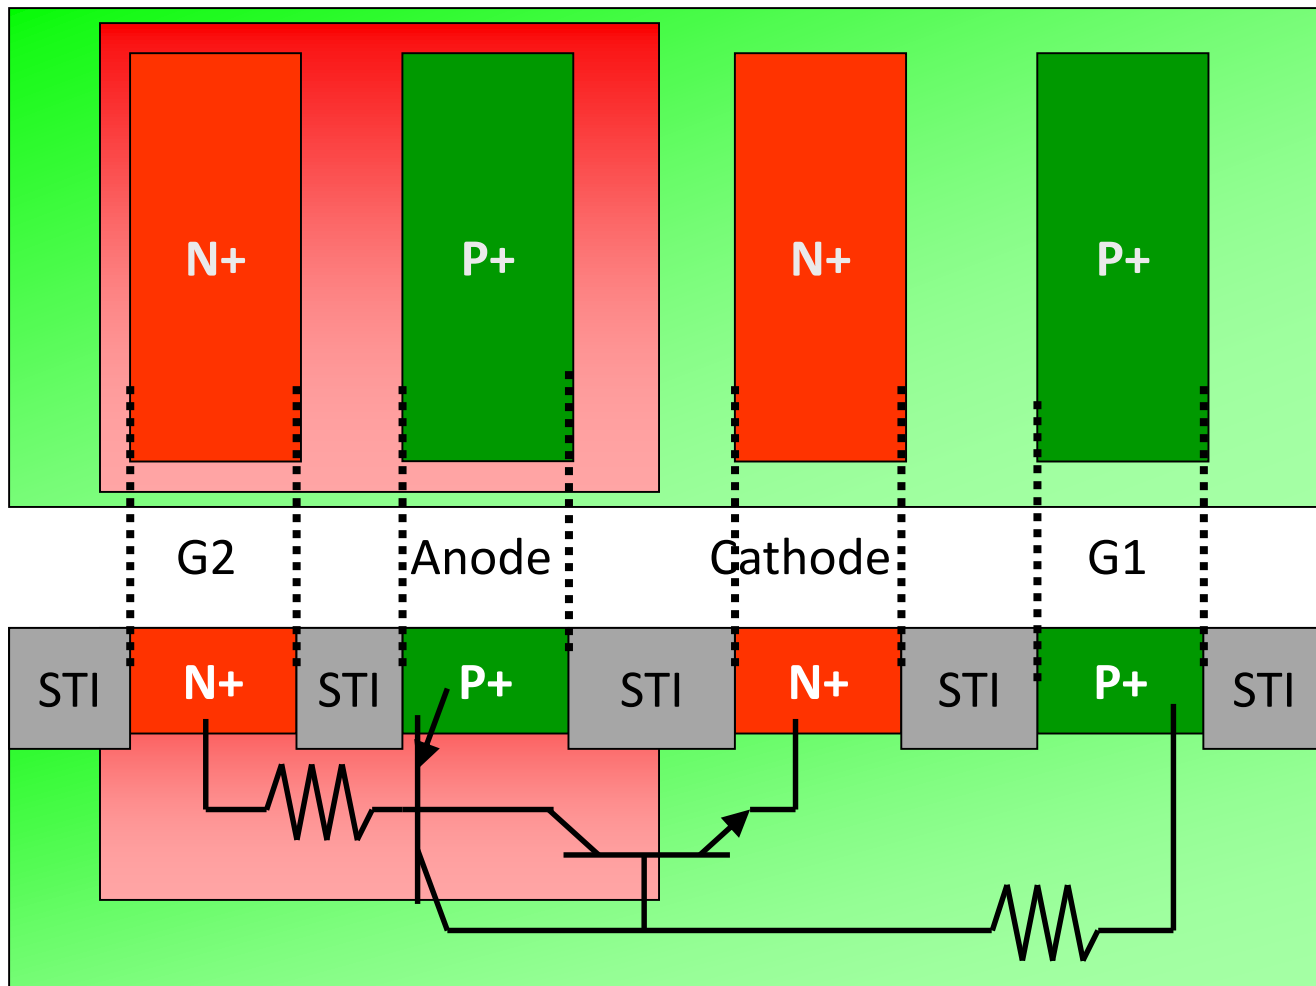 N+ P+ N+ P+
G2 Anode Cathode G1
STI N+ STI P+ STI N+ STI P+ STI